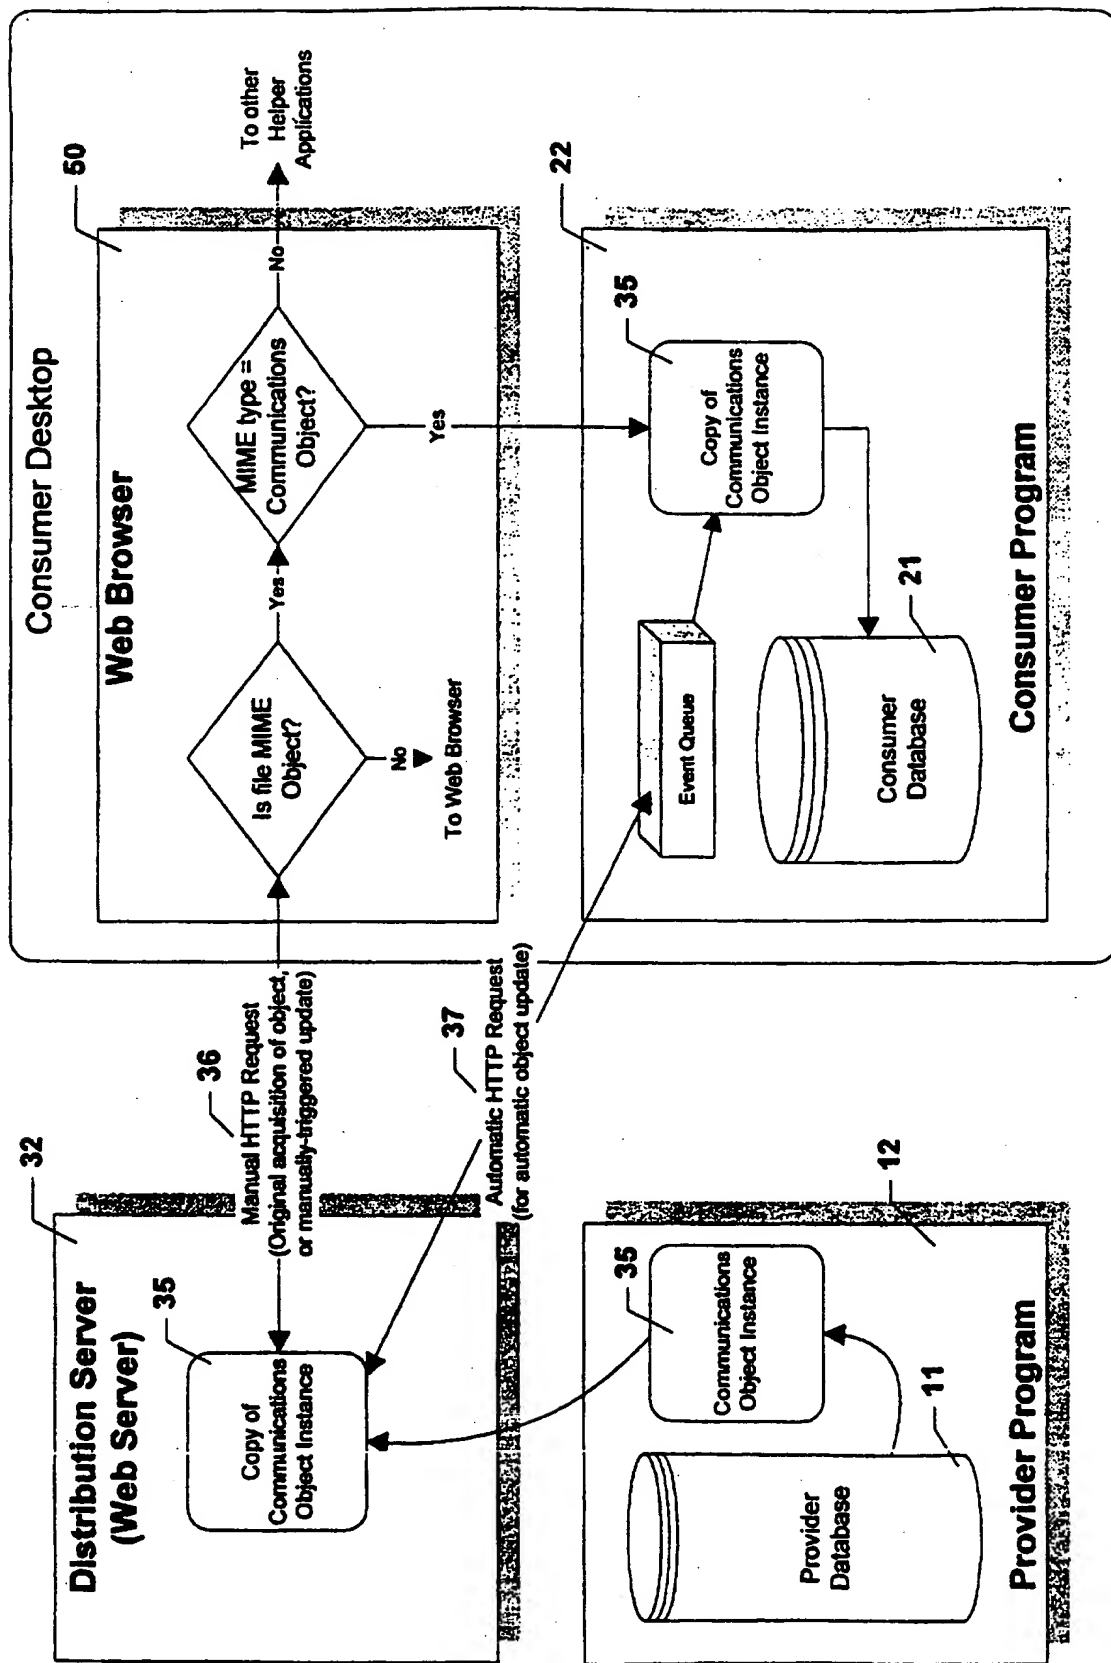 Consumer Desktop
50
Web Browser
Is file MIME
Object?
Yes
No
To Web Browser
MIME type =
Communications
Object?
No
Yes
To other
Helper
Applications
32
Distribution Server
(Web Server)
35
Copy of
Communications
Object Instance
36
Manual HTTP Request
(Original acquisition of object,
or manually-triggered update)
37
Automatic HTTP Request
(for automatic object update)
12
35
Communications
Object Instance
11
Provider
Database
Provider Program
22
35
Copy of
Communications
Object Instance
Event Queue
21
Consumer
Database
Consumer Program